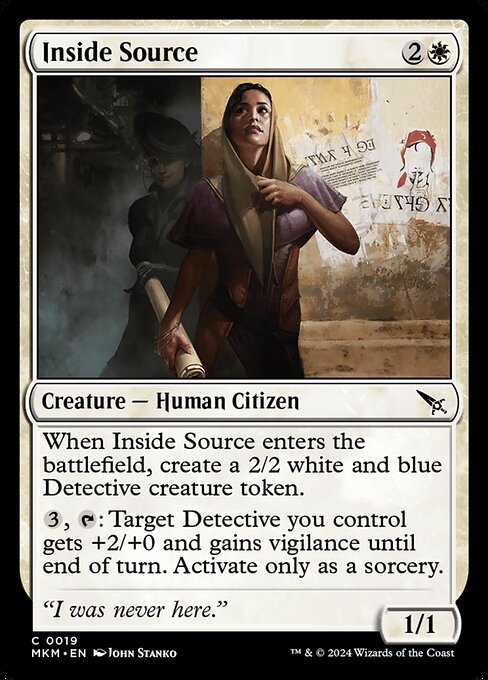 Inside Source 2
Creature — Human Citizen
When Inside Source enters the
battlefield, create a 2/2 white and blue
Detective creature token.
3, : Target Detective you control
gets +2/+0 and gains vigilance until
end of turn. Activate only as a sorcery.
"I was never here."
1/1
C 0019
MKM • EN John Stanko
™ & © 2024 Wizards of the Coast